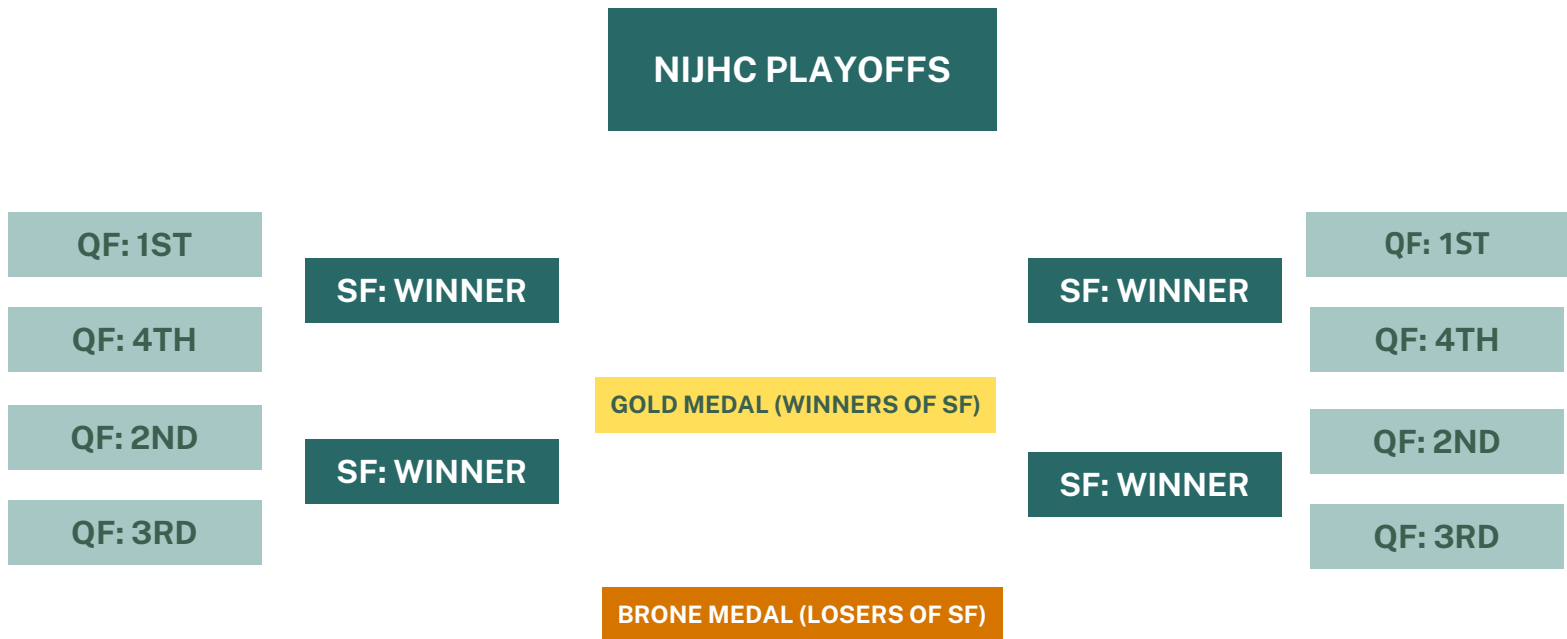 NIJHC PLAYOFFS
QF: 1ST
QF: 4TH
QF: 2ND
QF: 3RD
SF: WINNER
SF: WINNER
GOLD MEDAL (WINNERS OF SF)
BRONE MEDAL (LOSERS OF SF)
SF: WINNER
SF: WINNER
QF: 1ST
QF: 4TH
QF: 2ND
QF: 3RD